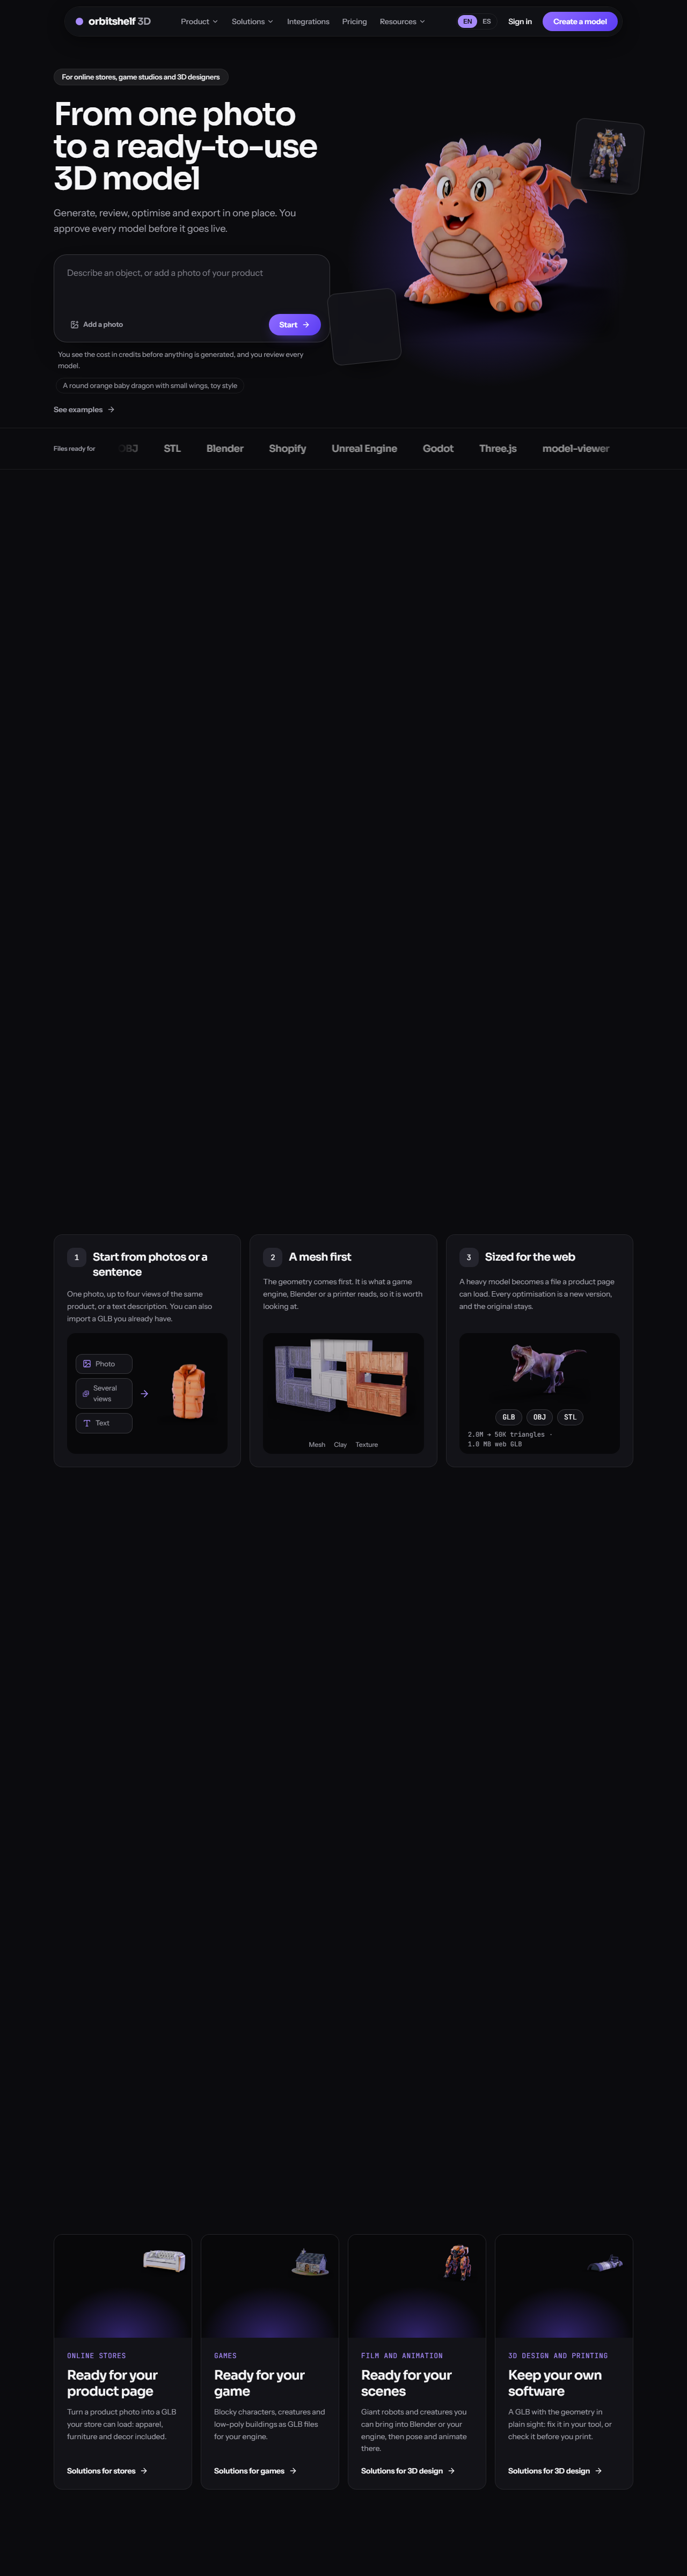 orbitshelf 3D
Product
Solutions
Integrations
Pricing
Resources
EN
ES
Sign in
Create a model
For online stores, game studios and 3D designers
From one photo
to a ready-to-use
3D model
Generate, review, optimise and export in one place. You
approve every model before it goes live.
Describe an object, or add a photo of your product
Add a photo
Start
You see the cost in credits before anything is generated, and you review every
model.
A round orange baby dragon with small wings, toy style
See examples
Files ready for
OBJ
STL
Blender
Shopify
Unreal Engine
Godot
Three.js
model-viewer
1
Start from photos or a
sentence
One photo, up to four views of the same
product, or a text description. You can also
import a GLB you already have.
Photo
Several
views
Text
2
A mesh first
The geometry comes first. It is what a game
engine, Blender or a printer reads, so it is worth
looking at.
Mesh
Clay
Texture
3
Sized for the web
A heavy model becomes a file a product page
can load. Every optimisation is a new version,
and the original stays.
GLB
OBJ
STL
2.0M → 50K triangles ·
1.0 MB web GLB
ONLINE STORES
Ready for your
product page
Turn a product photo into a GLB
your store can load: apparel,
furniture and decor included.
Solutions for stores
GAMES
Ready for your
game
Blocky characters, creatures and
low-poly buildings as GLB files
for your engine.
Solutions for games
FILM AND ANIMATION
Ready for your
scenes
Giant robots and creatures you
can bring into Blender or your
engine, then pose and animate
there.
Solutions for 3D design
3D DESIGN AND PRINTING
Keep your own
software
A GLB with the geometry in
plain sight: fix it in your tool, or
check it before you print.
Solutions for 3D design